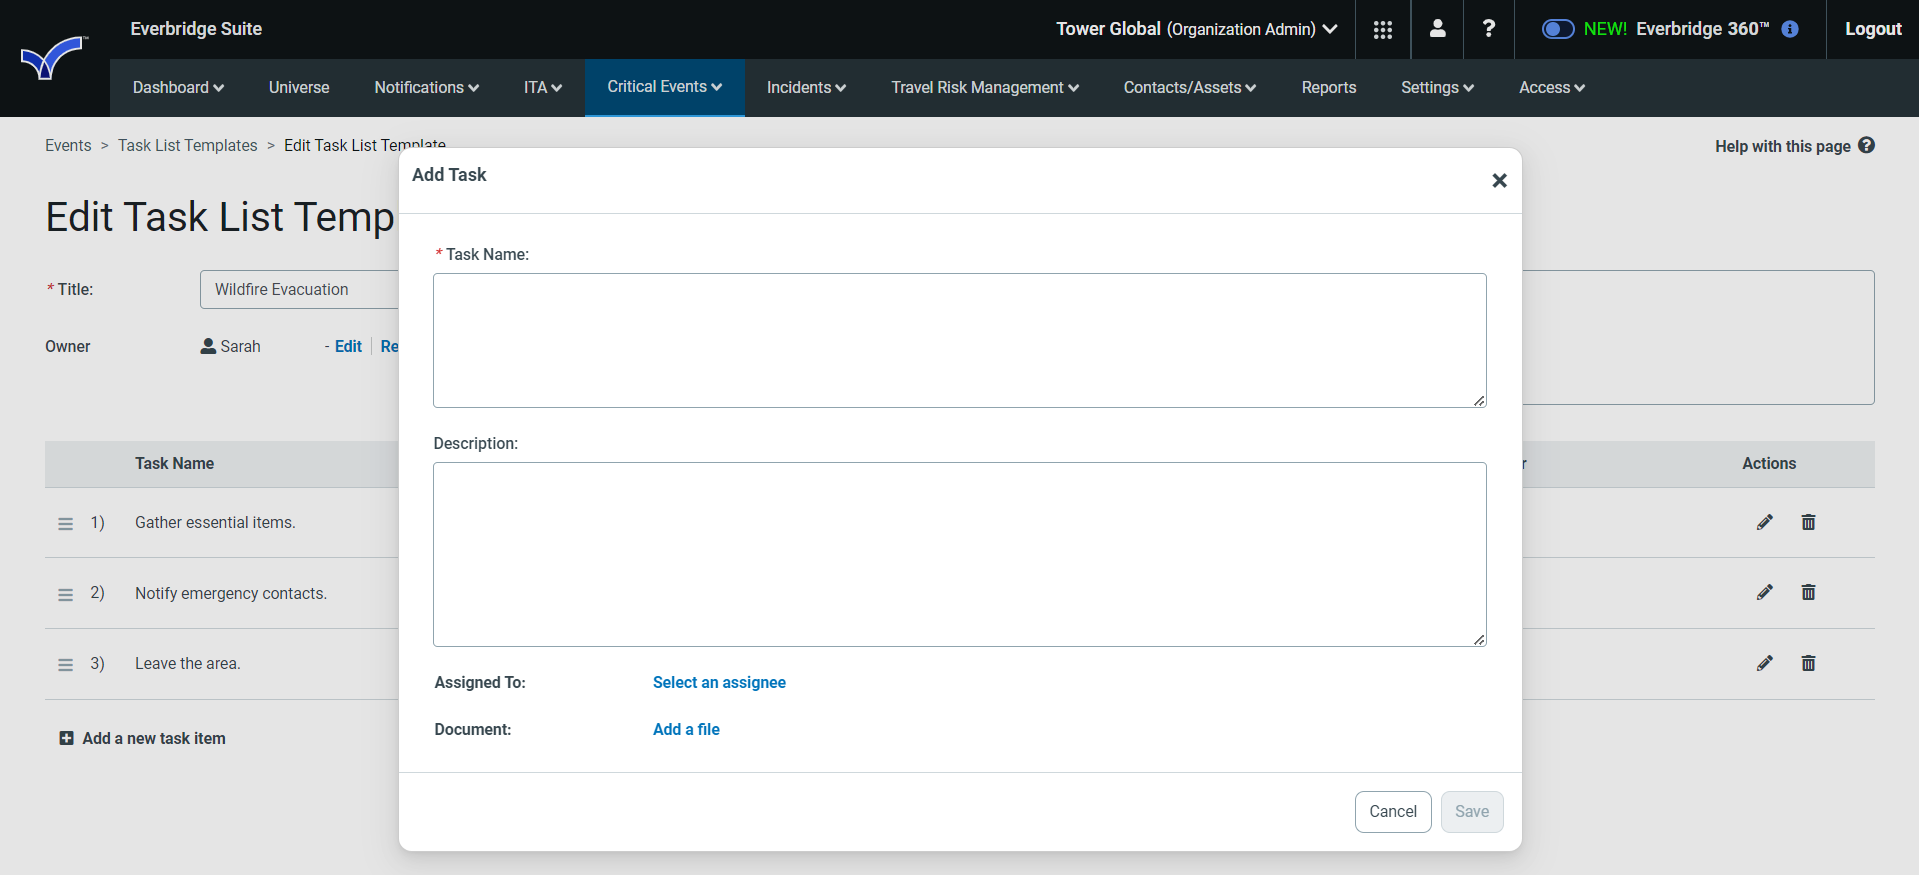 Everbridge Suite
Tower Global (Organization Admin)
?
NEW! Everbridge 360™
Logout
Dashboard
Universe
Notifications
ITA
Critical Events
Incidents
Travel Risk Management
Contacts/Assets
Reports
Settings
Access
Events > Task List Templates > Edit Task List Template
Help with this page
Edit Task List Temp
* Title:
Wildfire Evacuation
Owner
Sarah
- Edit | Re
Task Name
r
Actions
1) Gather essential items.
2) Notify emergency contacts.
3) Leave the area.
Add a new task item
Add Task
* Task Name:
Description:
Assigned To:
Select an assignee
Document:
Add a file
Cancel
Save